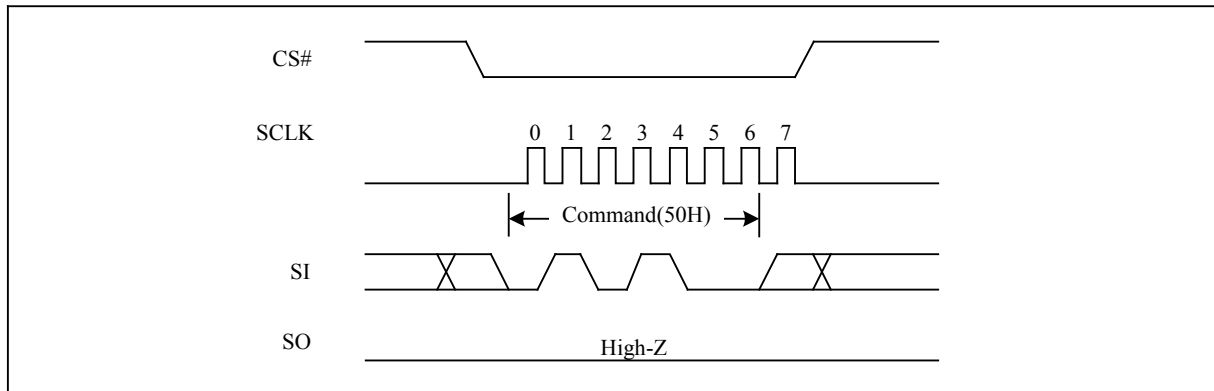 CS#
SCLK
0 1 2 3 4 5 6 7
Command(50H)
SI
SO
High-Z